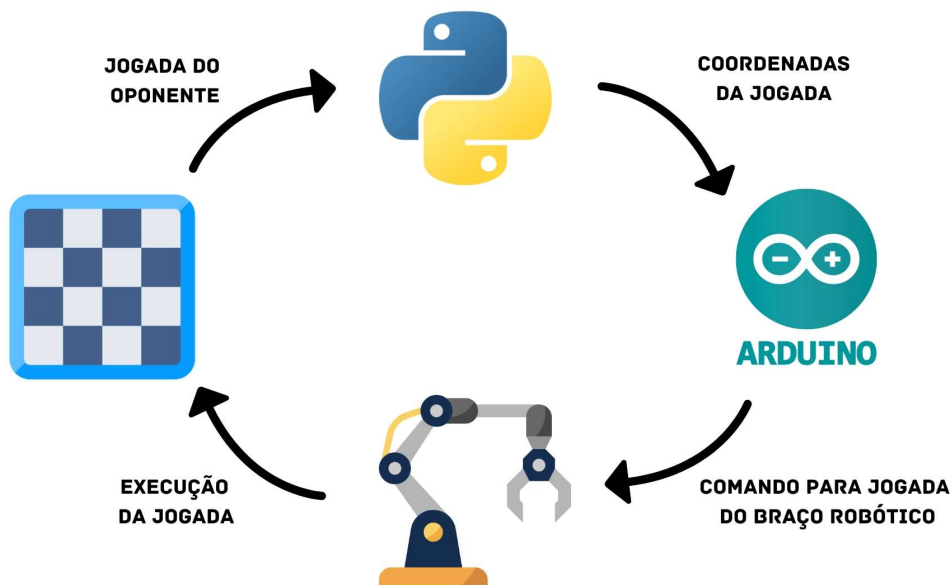 JOGADA DO
OPONENTE
COORDENADAS
DA JOGADA
ARDUINO
COMANDO PARA JOGADA
DO BRAÇO ROBÓTICO
EXECUÇÃO
DA JOGADA